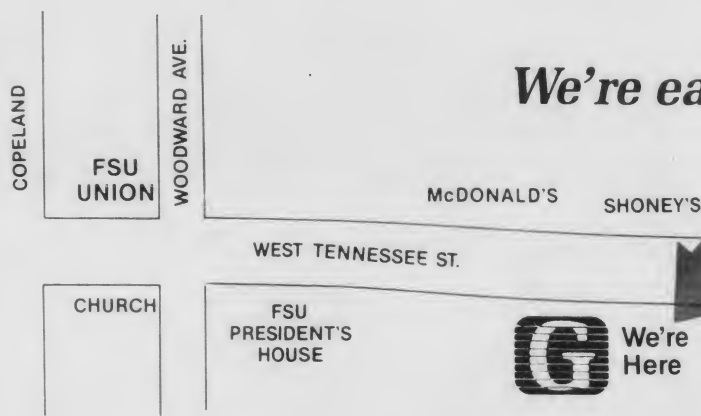 We're ea
COPELAND
WOODWARD AVE.
FSU
UNION
McDONALD'S
SHONEY'S
WEST TENNESSEE ST.
CHURCH
FSU
PRESIDENT'S
HOUSE
G
We're
Here